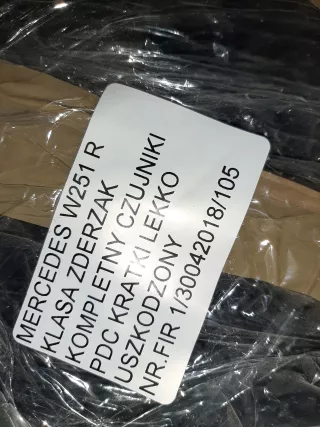 MERCEDES W251 R
KLASA ZDERZAK
KOMPLETNY CZUJNIKI
PDC KRATKI LEKKO
USZKODZONY
NR.FIR 1/30042018/105